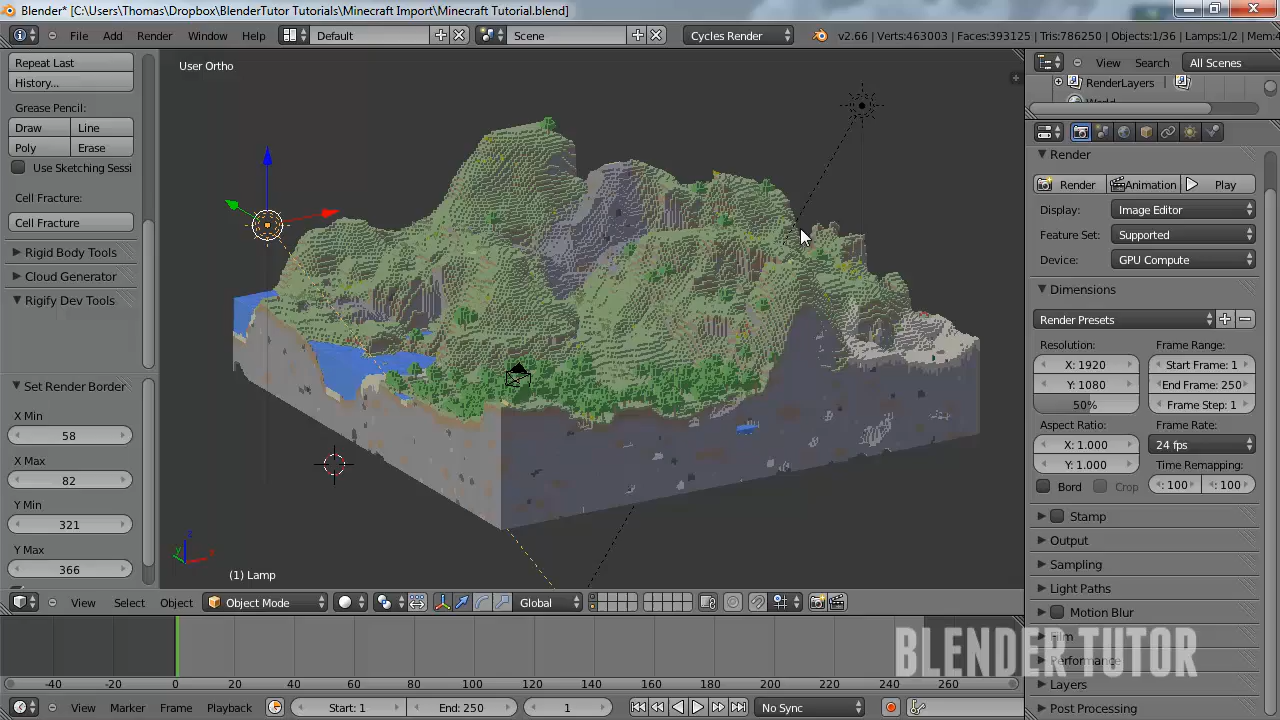 Blender* [C:\Users\Thomas\Dropbox\BlenderTutor Tutorials\Minecraft Import\Minecraft Tutorial.blend]
File Add Render Window Help Default Scene Cycles Render v2.66 | Verts:463003 | Faces:393125 | Tris:786250 | Objects:1/36 | Lamps:1/2 | Mem:4
Repeat Last
History...
Grease Pencil:
Draw Line
Poly Erase
Use Sketching Sessi
Cell Fracture:
Cell Fracture
Rigid Body Tools
Cloud Generator
Rigify Dev Tools
Set Render Border
X Min
58
X Max
82
Y Min
321
Y Max
366
User Ortho
(1) Lamp
View Select Object Object Mode Global
-40 -20 0 20 40 60 80 100 120 140 160 180 200 220 240 260
View Marker Frame Playback Start: 1 End: 250 1 No Sync
View Search All Scenes
RenderLayers
World
Render
Render Animation Play
Display: Image Editor
Feature Set: Supported
Device: GPU Compute
Dimensions
Render Presets
Resolution: Frame Range:
X: 1920 Start Frame: 1
Y: 1080 End Frame: 250
50% Frame Step: 1
Aspect Ratio: Frame Rate:
X: 1.000 24 fps
Y: 1.000 Time Remapping:
Bord Crop : 100 : 100
Stamp
Output
Sampling
Light Paths
Motion Blur
Film
Performance
Layers
Post Processing
BLENDER TUTOR